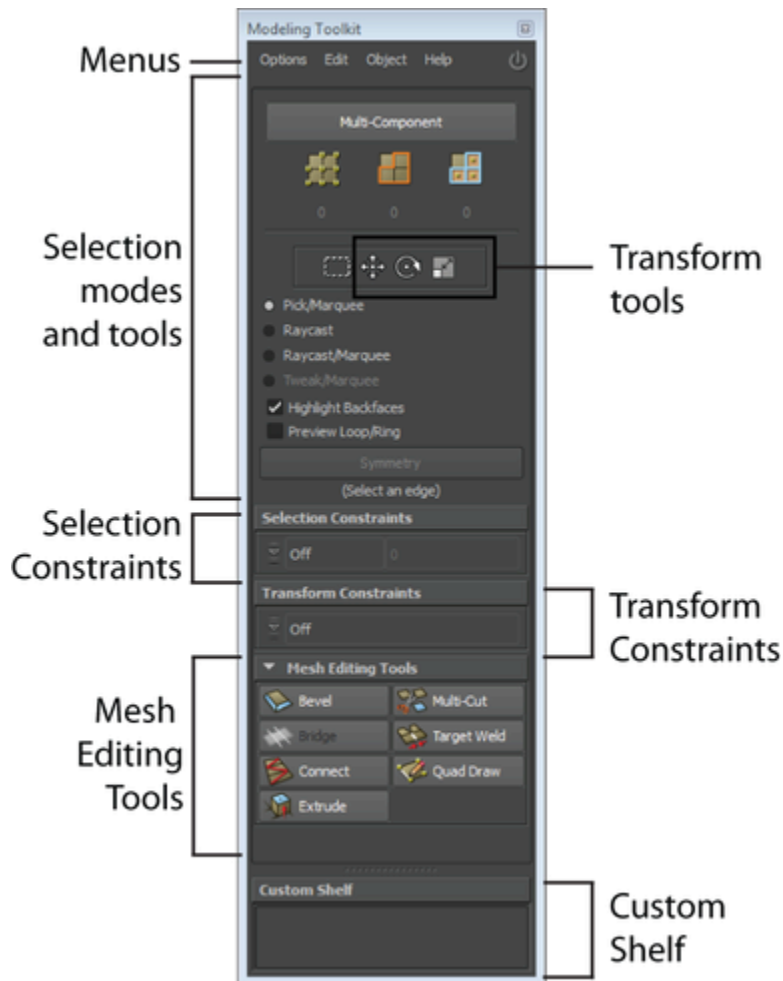 Modeling Toolkit
Menus
Options Edit Object Help
Multi-Component
0 0 0
Selection
modes
and tools
Transform
tools
Pick/Marquee
Raycast
Raycast/Marquee
Tweak/Marquee
Highlight Backfaces
Preview Loop/Ring
Symmetry
(Select an edge)
Selection
Constraints
Selection Constraints
Off 0
Transform Constraints
Off
Transform
Constraints
Mesh
Editing
Tools
Mesh Editing Tools
Bevel Multi-Cut
Bridge Target Weld
Connect Quad Draw
Extrude
Custom Shelf
Custom
Shelf